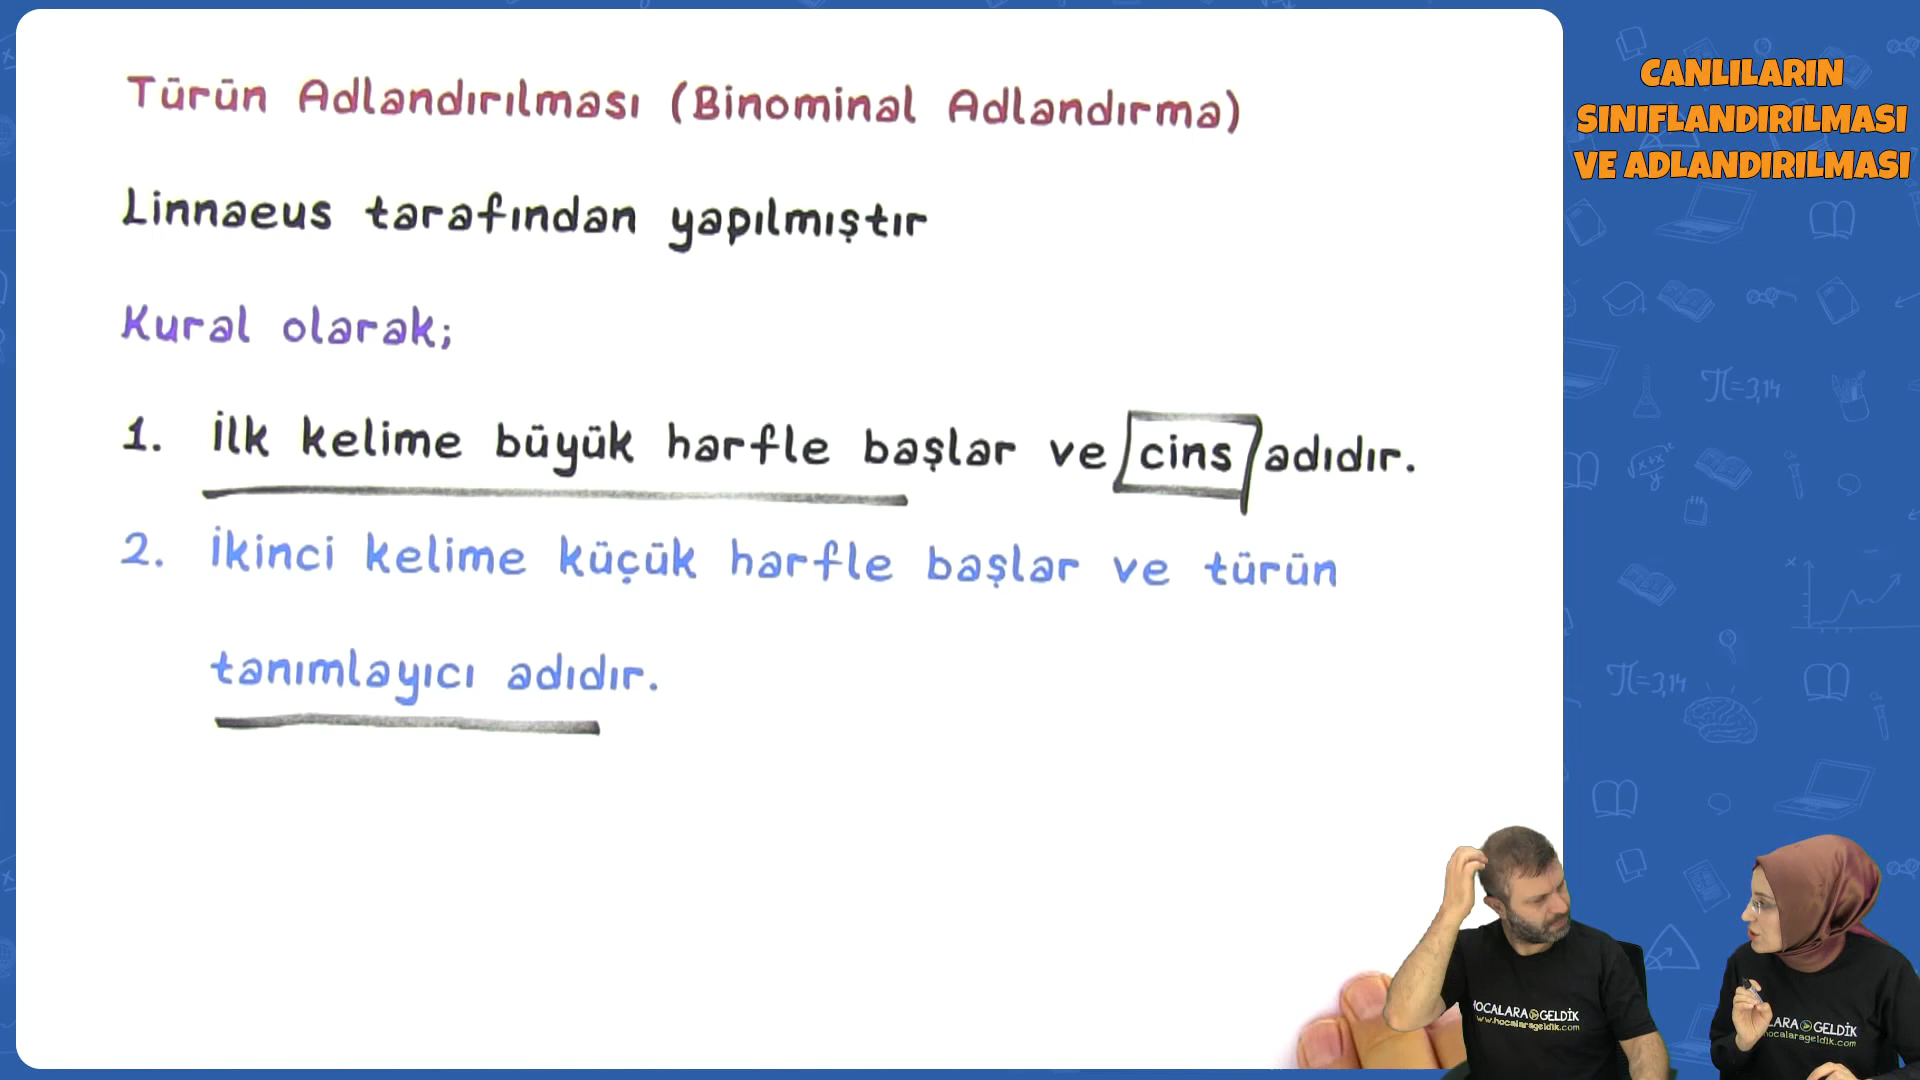 Türün Adlandırılması (Binominal Adlandırma)
Linnaeus tarafından yapılmıştır
Kural olarak;
1. İlk kelime büyük harfle başlar ve cins adıdır.
2. İkinci kelime küçük harfle başlar ve türün
tanımlayıcı adıdır.
CANLILARIN
SINIFLANDIRILMASI
VE ADLANDIRILMASI
π=3,14
π=3,14
HOCALARA GELDİK
www.hocalarageldik.com
LARA GELDİK
hocalarageldik.com